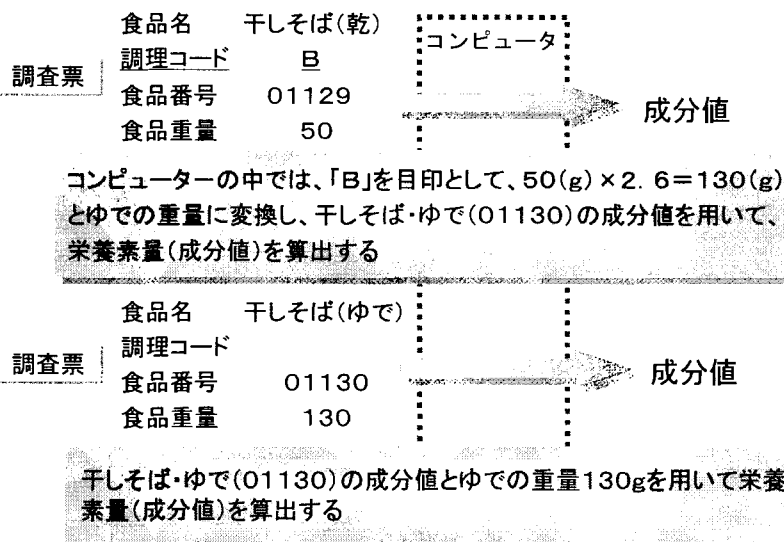 食品名 干しそば(乾)
コンピュータ
調理コード B
調査票
食品番号 01129
成分値
食品重量 50
コンピューターの中では、「B」を目印として、50(g)×2.6=130(g)
とゆでの重量に変換し、干しそば・ゆで(01130)の成分値を用いて、
栄養素量(成分値)を算出する
食品名 干しそば(ゆで)
調理コード
調査票
食品番号 01130
成分値
食品重量 130
干しそば・ゆで(01130)の成分値とゆでの重量130gを用いて栄養
素量(成分値)を算出する